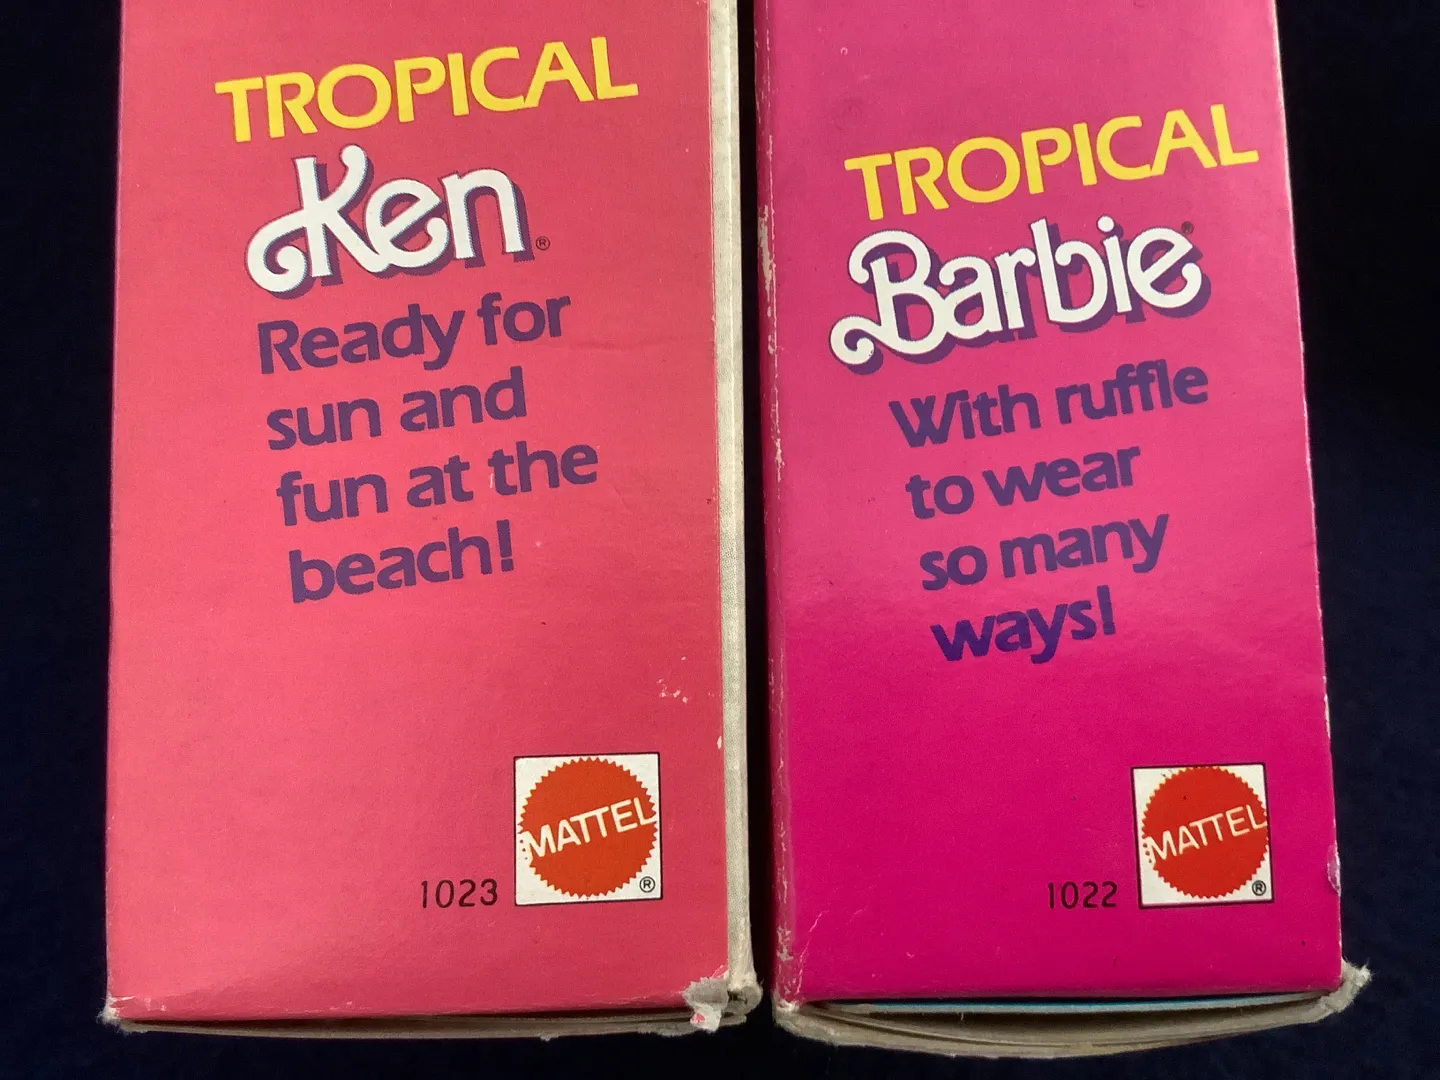 TROPICAL
Ken®
Ready for
sun and
fun at the
beach!
1023
MATTEL
®
TROPICAL
Barbie®
With ruffle
to wear
so many
ways!
1022
MATTEL
®